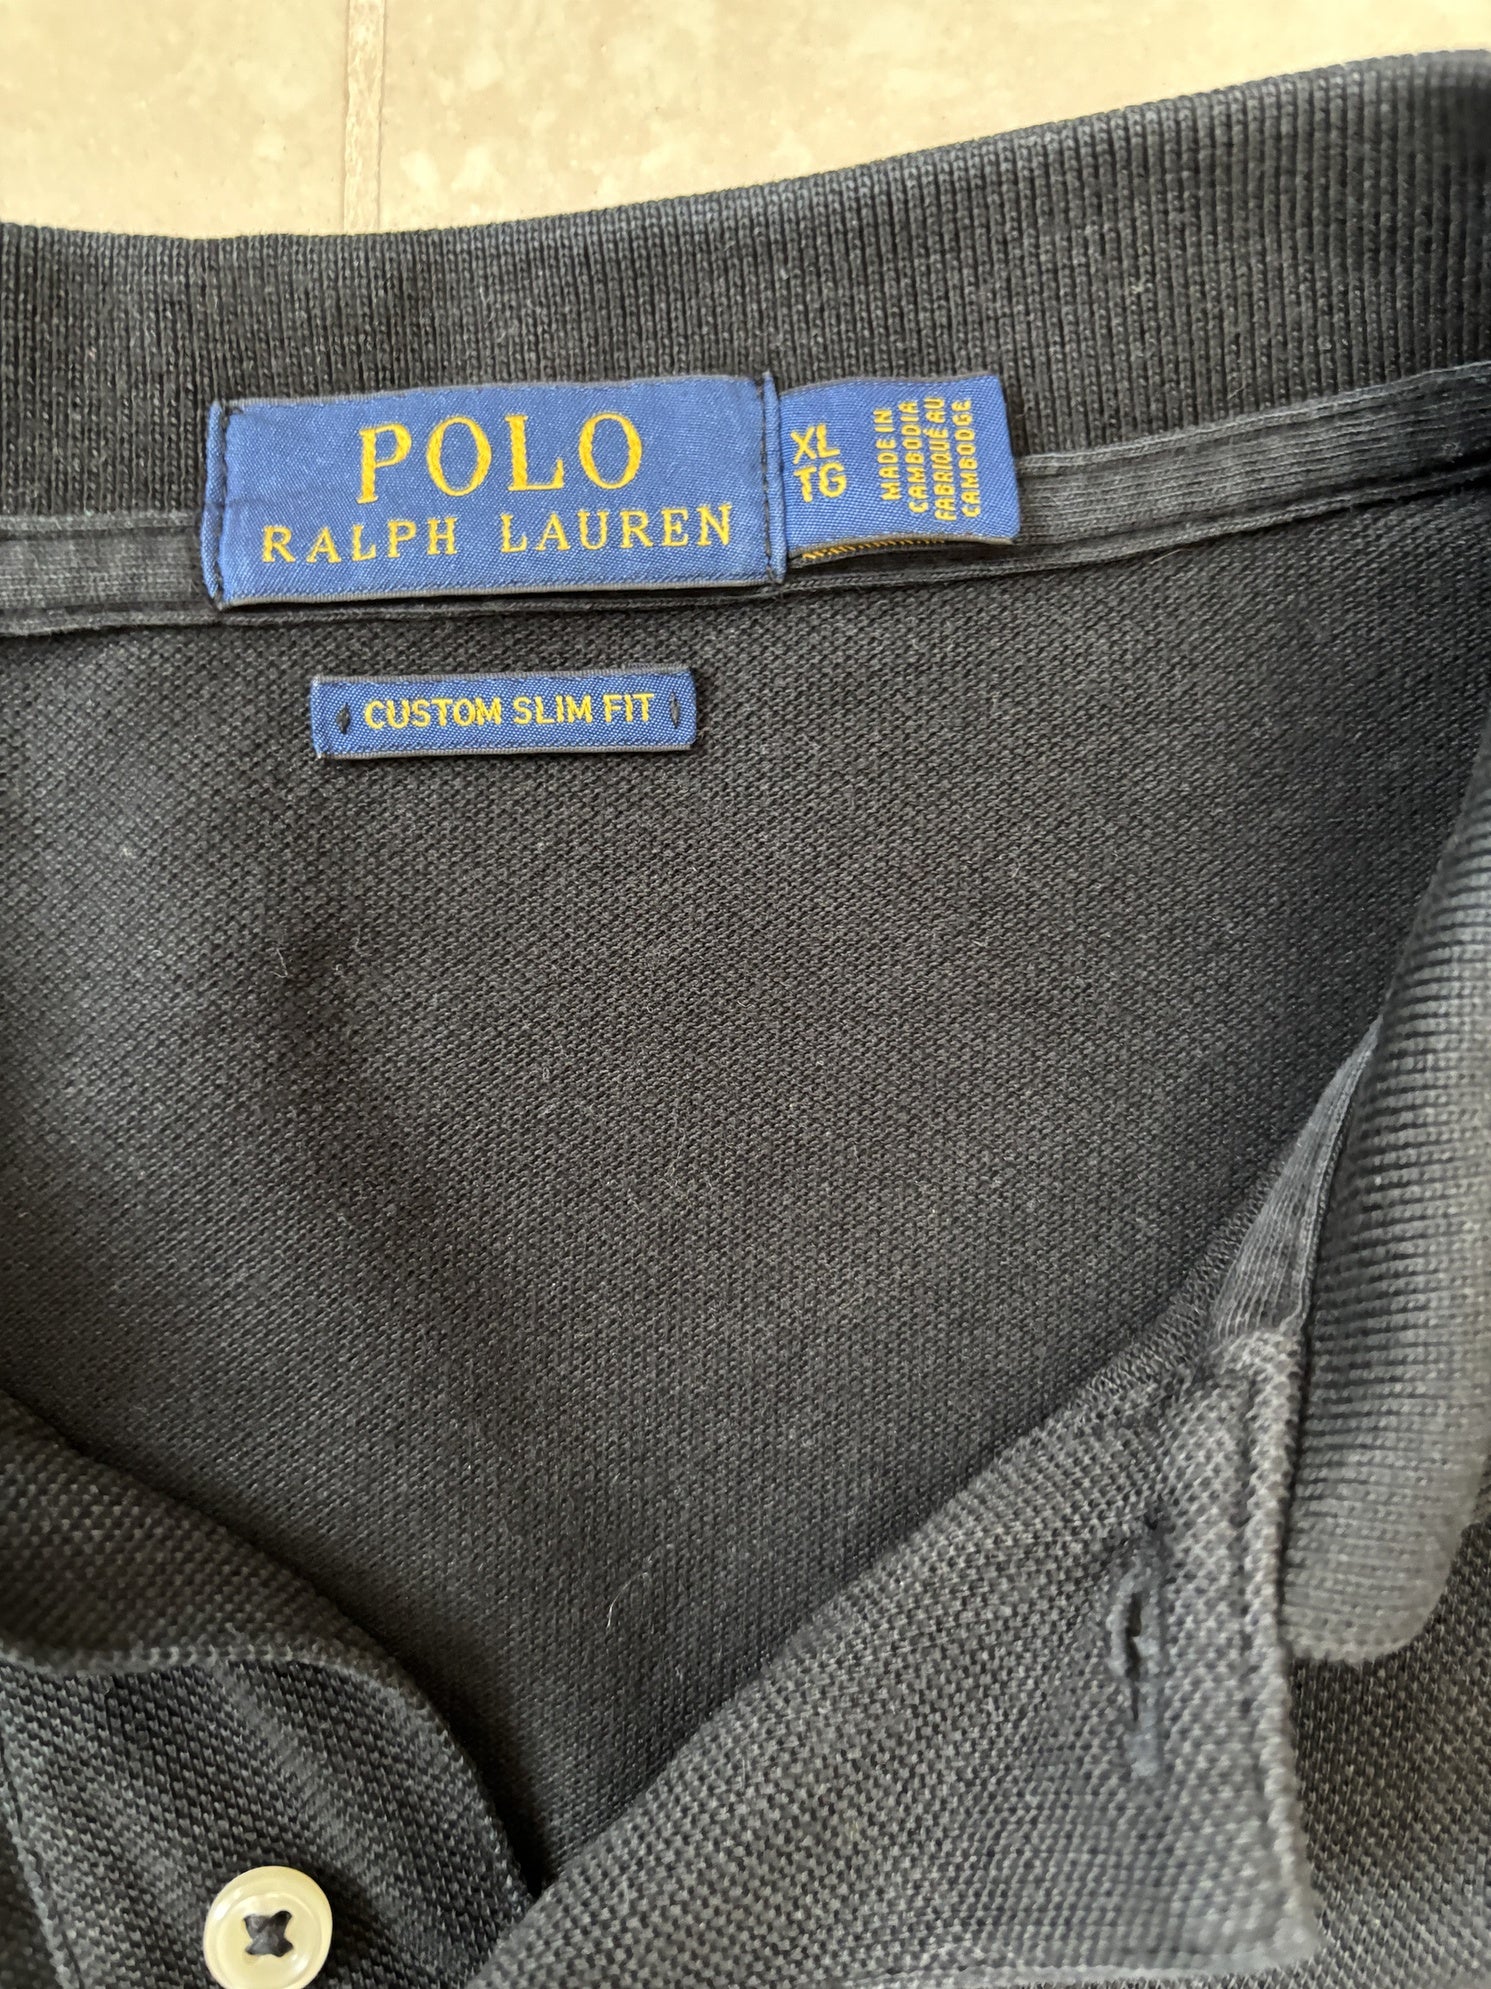 POLO
RALPH LAUREN
XL
TG
MADE IN
CAMBODIA
FABRIQUÉ AU
CAMBODGE
CUSTOM SLIM FIT